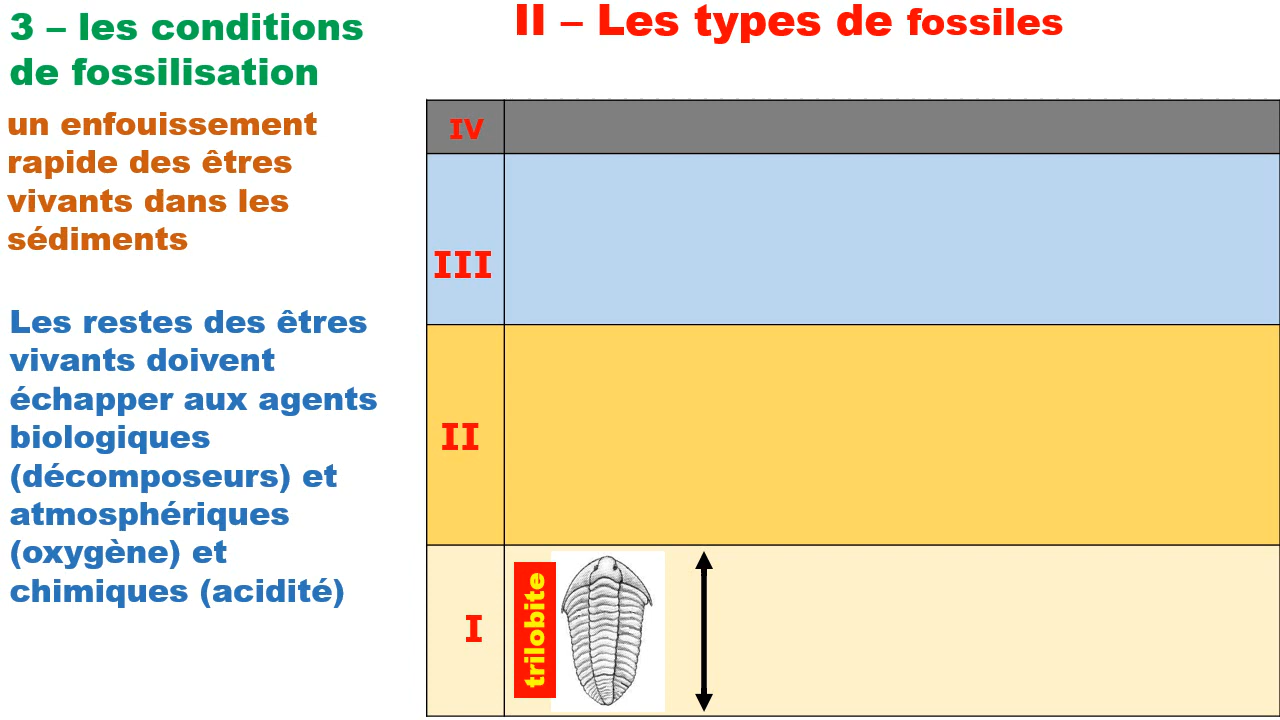 3 – les conditions
de fossilisation
un enfouissement
rapide des êtres
vivants dans les
sédiments
Les restes des êtres
vivants doivent
échapper aux agents
biologiques
(décomposeurs) et
atmosphériques
(oxygène) et
chimiques (acidité)
II – Les types de fossiles
IV
III
II
I
trilobite